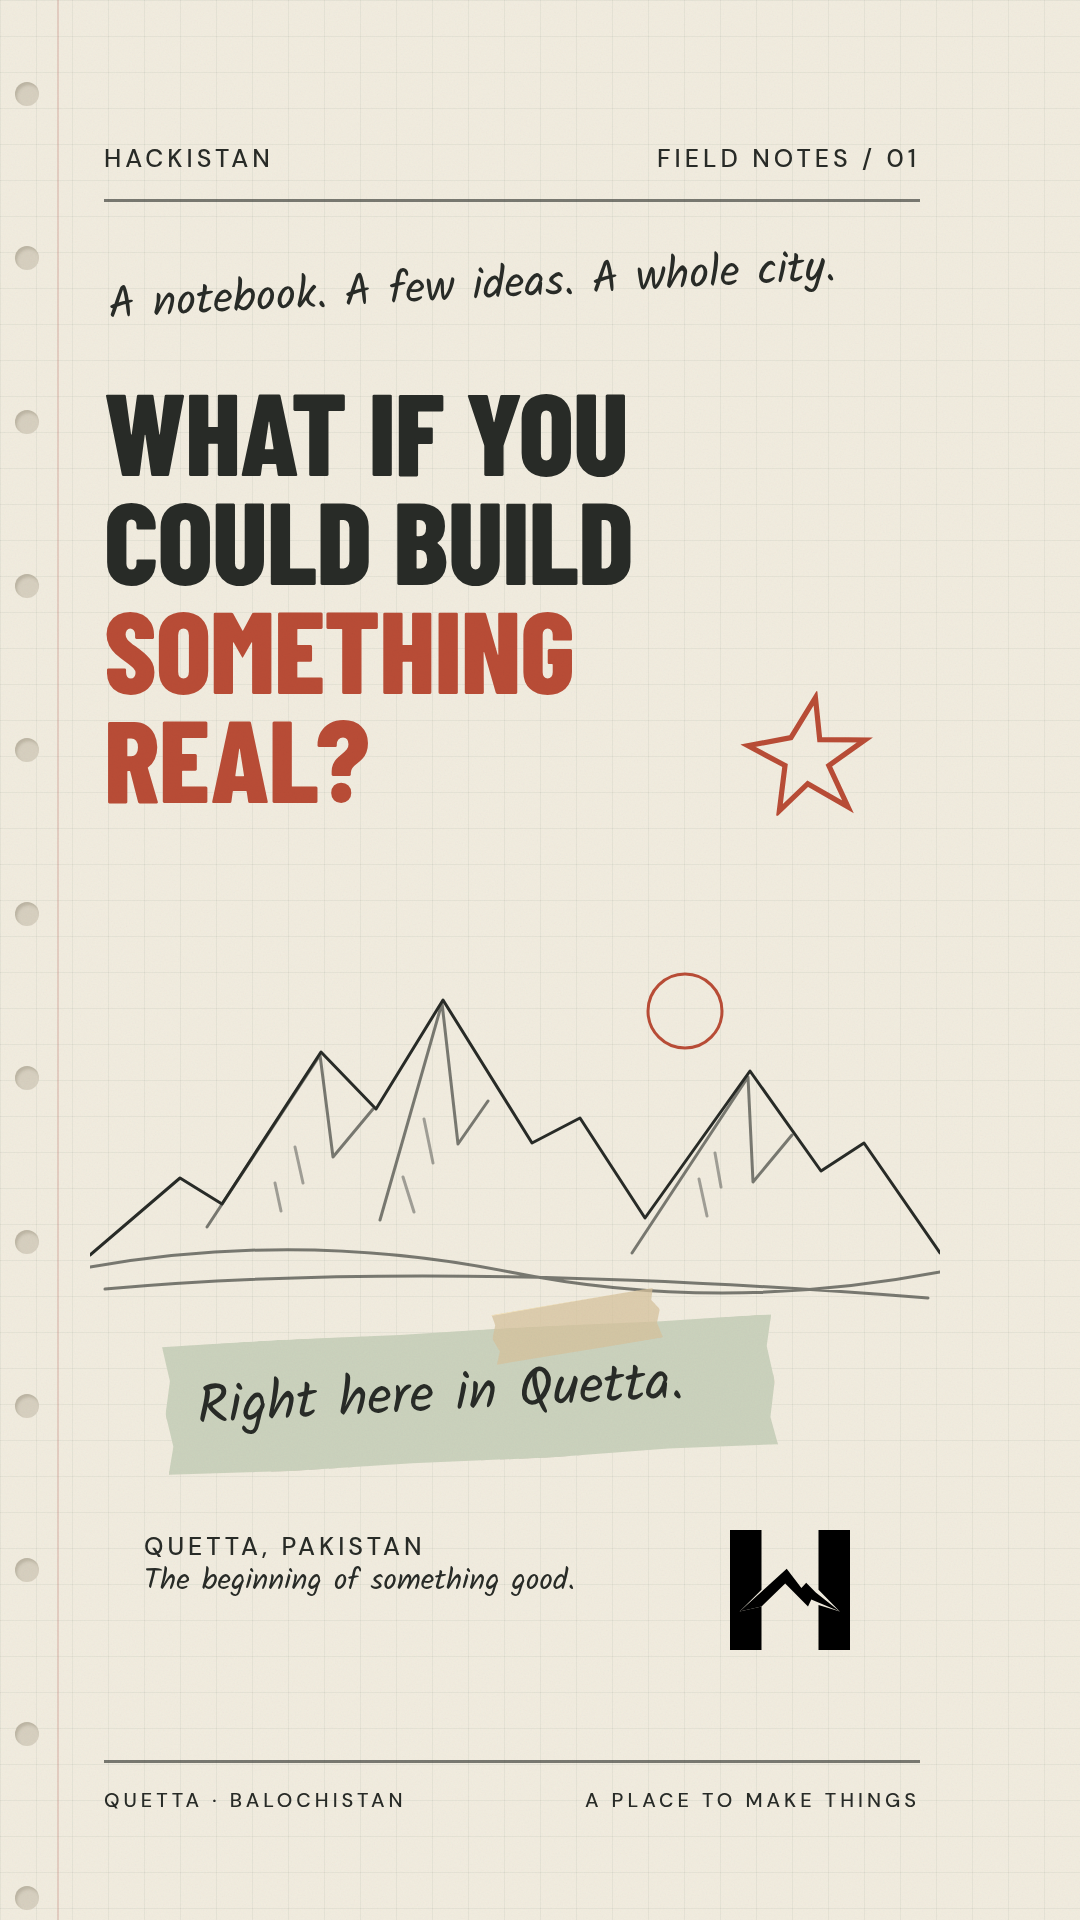 HACKISTAN
FIELD NOTES / 01
A notebook. A few ideas. A whole city.
WHAT IF YOU
COULD BUILD
SOMETHING
REAL?
Right here in Quetta.
QUETTA, PAKISTAN
The beginning of something good.
H
QUETTA · BALOCHISTAN
A PLACE TO MAKE THINGS